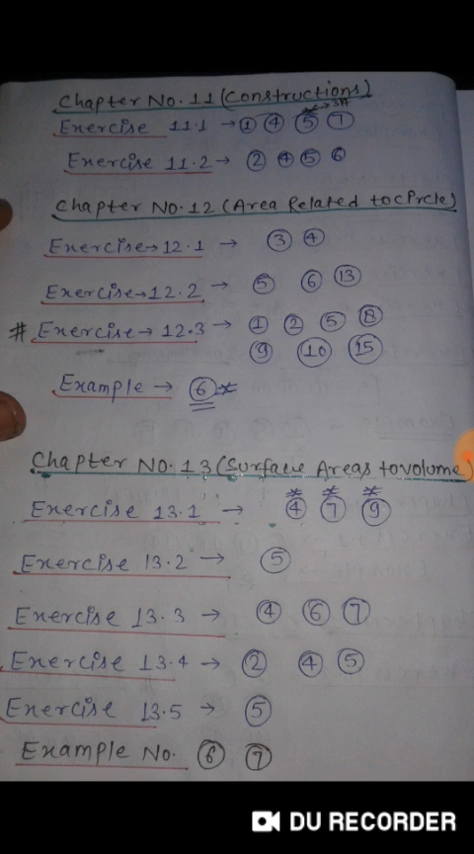 Chapter No. 11 (Constructions)
Exercise 11.1 → 1 4 5 7
Exercise 11.2 → 2 4 5 6
Chapter No. 12 (Area Related to circle)
Exercise → 12.1 → 3 4
Exercise → 12.2 → 5 6 13
# Exercise → 12.3 → 1 2 5 8
9 10 15
Example → 6 *
Chapter No. 13 (Surface Areas to volume)
* * *
Exercise 13.1 → 4 7 9
Exercise 13.2 → 5
Exercise 13.3 → 4 6 7
Exercise 13.4 → 2 4 5
Exercise 13.5 → 5
Example No. 6 7
DU RECORDER